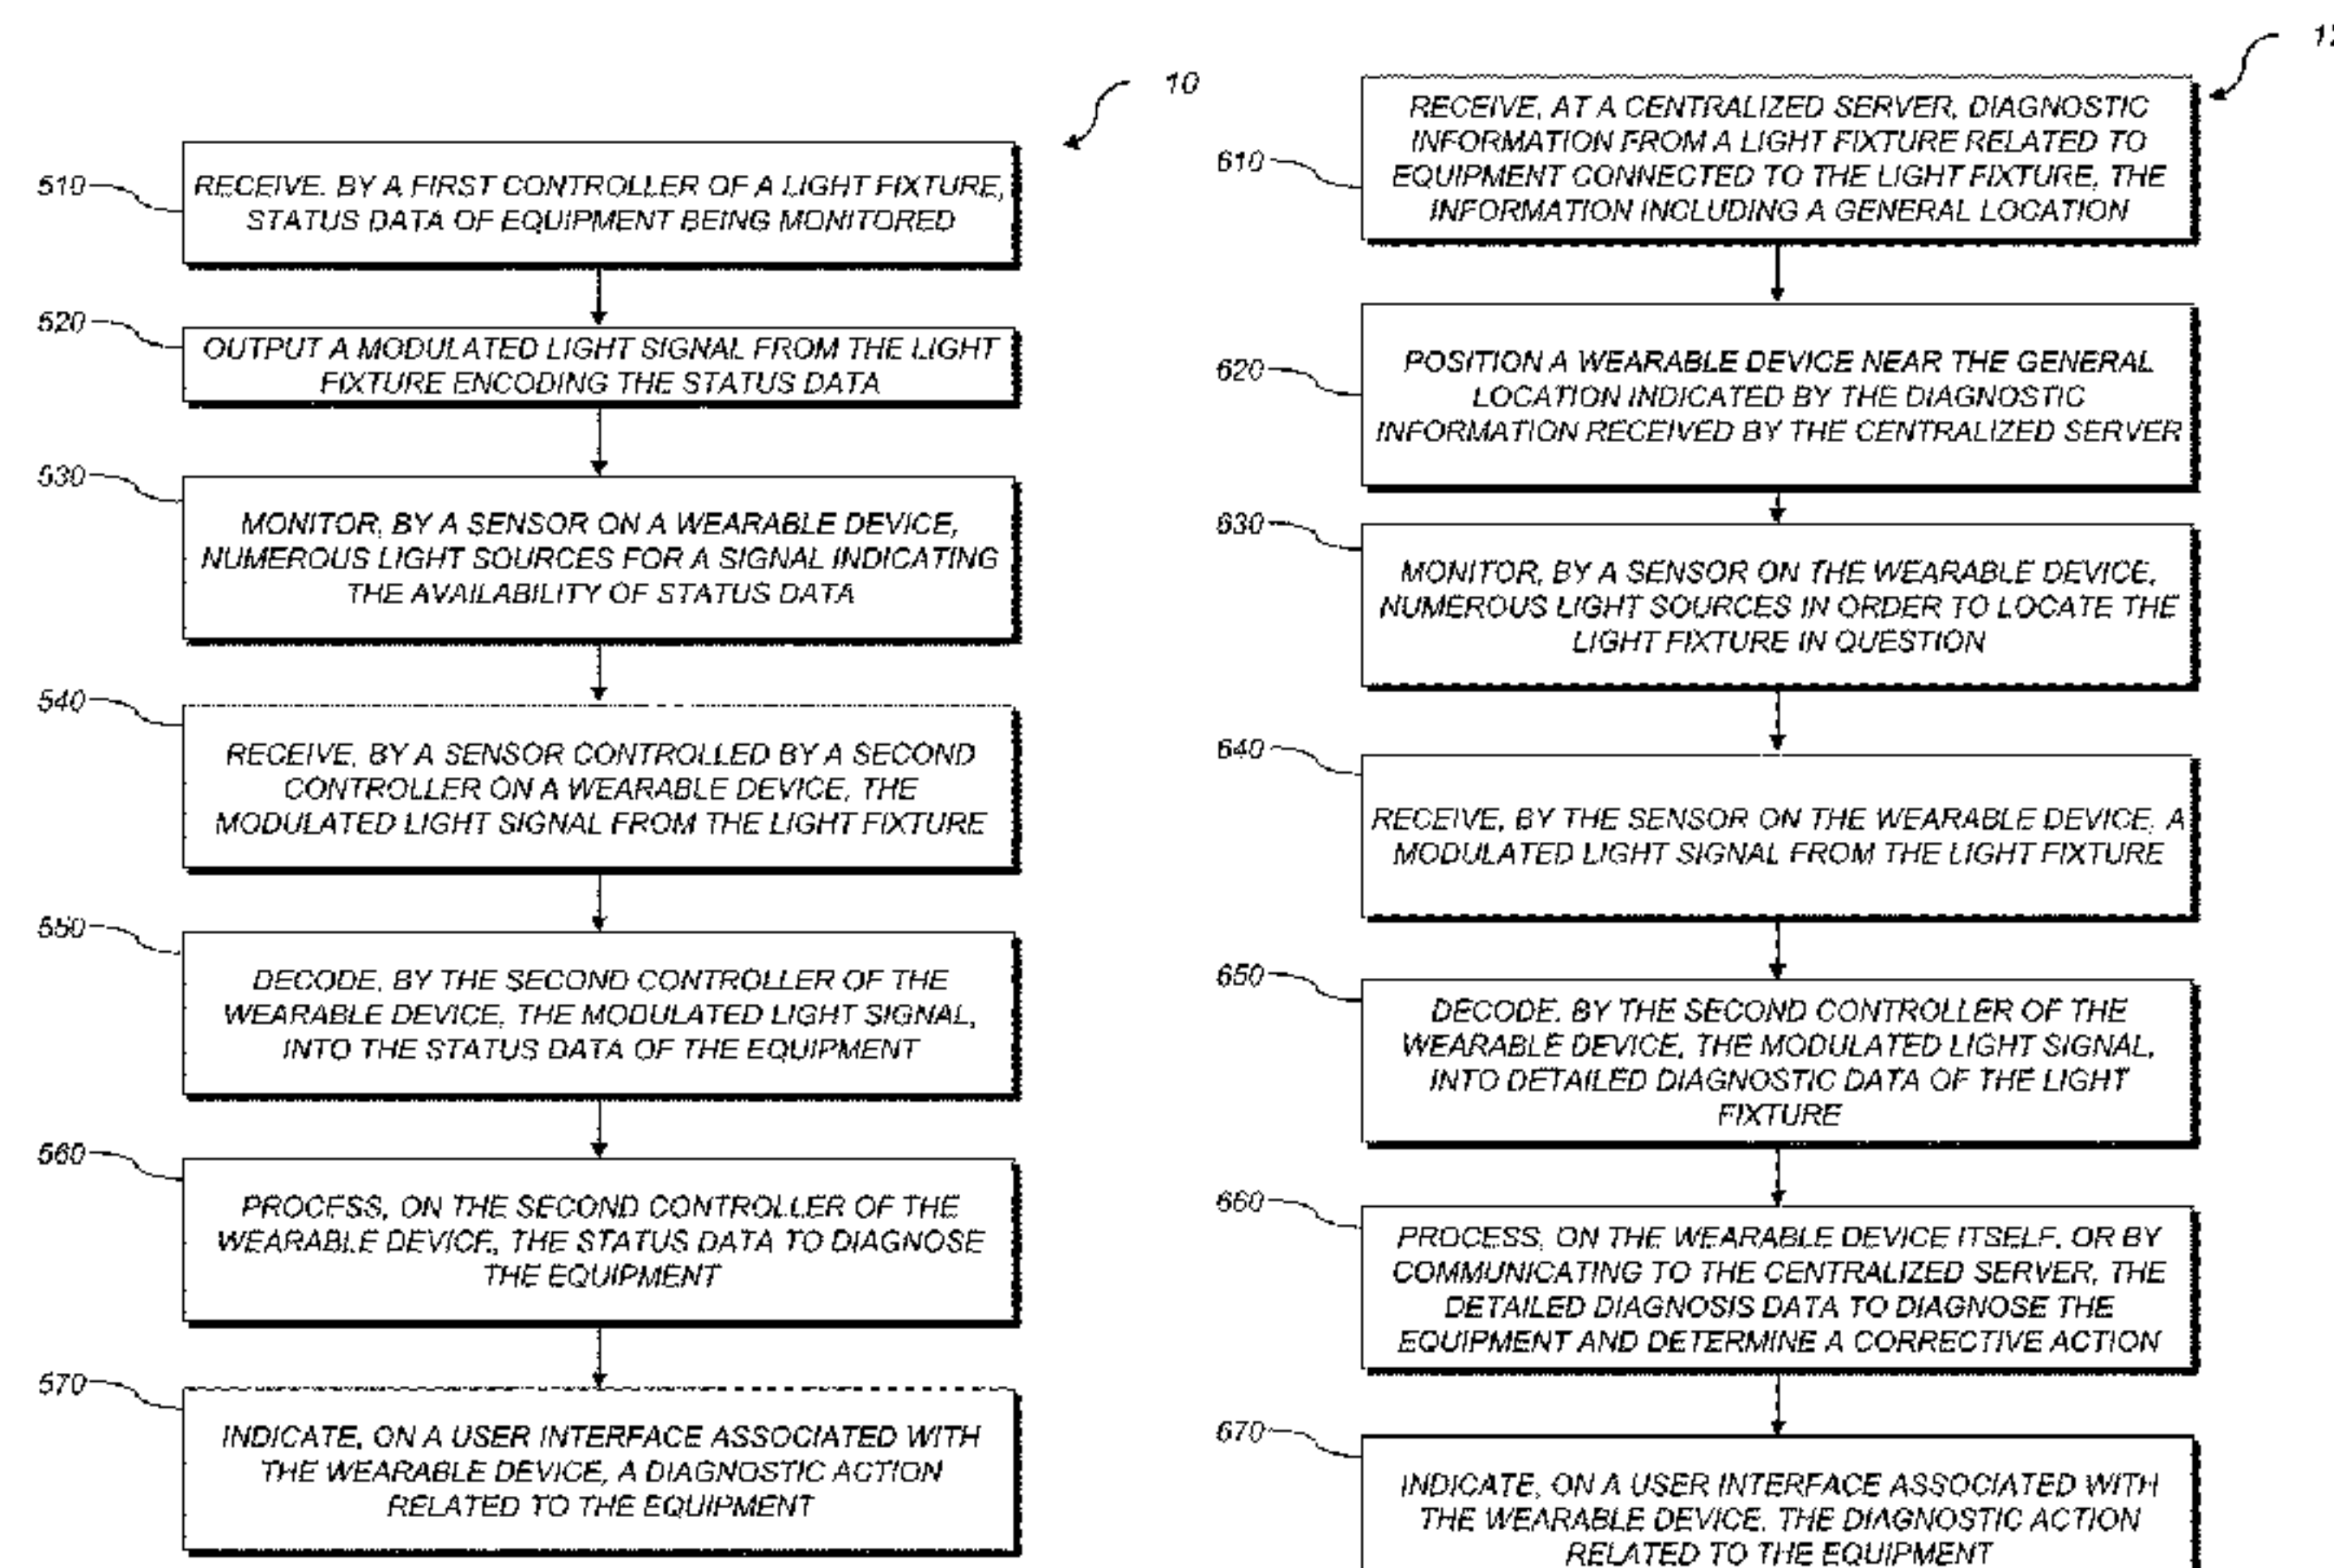 10
510
RECEIVE. BY A FIRST CONTROLLER OF A LIGHT FIXTURE,
STATUS DATA OF EQUIPMENT BEING MONITORED
520
OUTPUT A MODULATED LIGHT SIGNAL FROM THE LIGHT
FIXTURE ENCODING THE STATUS DATA
530
MONITOR, BY A SENSOR ON A WEARABLE DEVICE,
NUMEROUS LIGHT SOURCES FOR A SIGNAL INDICATING
THE AVAILABILITY OF STATUS DATA
540
RECEIVE, BY A SENSOR CONTROLLED BY A SECOND
CONTROLLER ON A WEARABLE DEVICE, THE
MODULATED LIGHT SIGNAL FROM THE LIGHT FIXTURE
550
DECODE, BY THE SECOND CONTROLLER OF THE
WEARABLE DEVICE, THE MODULATED LIGHT SIGNAL,
INTO THE STATUS DATA OF THE EQUIPMENT
560
PROCESS, ON THE SECOND CONTROLLER OF THE
WEARABLE DEVICE, THE STATUS DATA TO DIAGNOSE
THE EQUIPMENT
570
INDICATE, ON A USER INTERFACE ASSOCIATED WITH
THE WEARABLE DEVICE, A DIAGNOSTIC ACTION
RELATED TO THE EQUIPMENT
610
RECEIVE, AT A CENTRALIZED SERVER, DIAGNOSTIC
INFORMATION FROM A LIGHT FIXTURE RELATED TO
EQUIPMENT CONNECTED TO THE LIGHT FIXTURE, THE
INFORMATION INCLUDING A GENERAL LOCATION
620
POSITION A WEARABLE DEVICE NEAR THE GENERAL
LOCATION INDICATED BY THE DIAGNOSTIC
INFORMATION RECEIVED BY THE CENTRALIZED SERVER
630
MONITOR, BY A SENSOR ON THE WEARABLE DEVICE,
NUMEROUS LIGHT SOURCES IN ORDER TO LOCATE THE
LIGHT FIXTURE IN QUESTION
640
RECEIVE, BY THE SENSOR ON THE WEARABLE DEVICE, A
MODULATED LIGHT SIGNAL FROM THE LIGHT FIXTURE
650
DECODE. BY THE SECOND CONTROLLER OF THE
WEARABLE DEVICE, THE MODULATED LIGHT SIGNAL,
INTO DETAILED DIAGNOSTIC DATA OF THE LIGHT
FIXTURE
660
PROCESS, ON THE WEARABLE DEVICE ITSELF, OR BY
COMMUNICATING TO THE CENTRALIZED SERVER, THE
DETAILED DIAGNOSIS DATA TO DIAGNOSE THE
EQUIPMENT AND DETERMINE A CORRECTIVE ACTION
670
INDICATE, ON A USER INTERFACE ASSOCIATED WITH
THE WEARABLE DEVICE, THE DIAGNOSTIC ACTION
RELATED TO THE EQUIPMENT